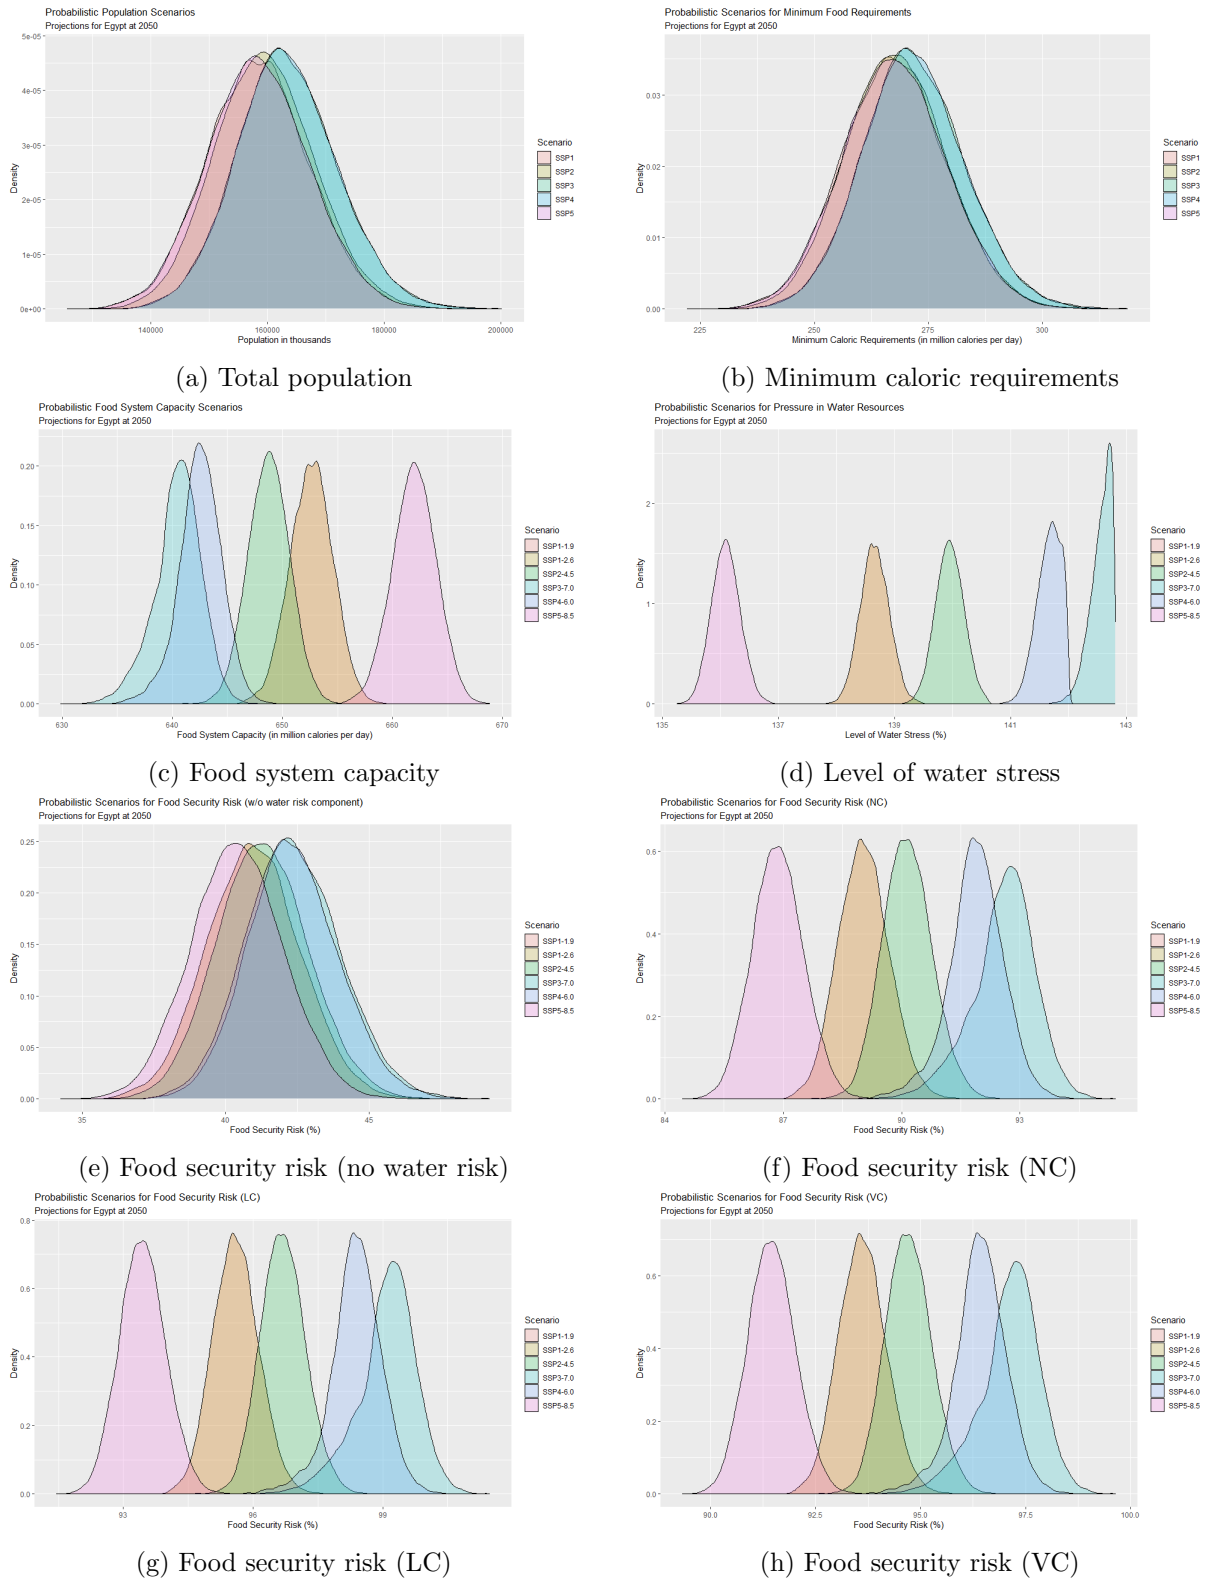 Probabilistic Population Scenarios
Projections for Egypt at 2050
5e-05
4e-05
3e-05
2e-05
1e-05
0e+00
Density
140000 160000 180000 200000
Population in thousands
Scenario
SSP1
SSP2
SSP3
SSP4
SSP5
(a) Total population
Probabilistic Scenarios for Minimum Food Requirements
Projections for Egypt at 2050
0.03
0.02
0.01
0.00
Density
225 250 275 300
Minimum Caloric Requirements (in million calories per day)
Scenario
SSP1
SSP2
SSP3
SSP4
SSP5
(b) Minimum caloric requirements
Probabilistic Food System Capacity Scenarios
Projections for Egypt at 2050
0.20
0.15
0.10
0.05
0.00
Density
630 640 650 660 670
Food System Capacity (in million calories per day)
Scenario
SSP1-1.9
SSP1-2.6
SSP2-4.5
SSP3-7.0
SSP4-6.0
SSP5-8.5
(c) Food system capacity
Probabilistic Scenarios for Pressure in Water Resources
Projections for Egypt at 2050
2
1
0
Density
135 137 139 141 143
Level of Water Stress (%)
Scenario
SSP1-1.9
SSP1-2.6
SSP2-4.5
SSP3-7.0
SSP4-6.0
SSP5-8.5
(d) Level of water stress
Probabilistic Scenarios for Food Security Risk (w/o water risk component)
Projections for Egypt at 2050
0.25
0.20
0.15
0.10
0.05
0.00
Density
35 40 45
Food Security Risk (%)
Scenario
SSP1-1.9
SSP1-2.6
SSP2-4.5
SSP3-7.0
SSP4-6.0
SSP5-8.5
(e) Food security risk (no water risk)
Probabilistic Scenarios for Food Security Risk (NC)
Projections for Egypt at 2050
0.6
0.4
0.2
0.0
Density
84 87 90 93
Food Security Risk (%)
Scenario
SSP1-1.9
SSP1-2.6
SSP2-4.5
SSP3-7.0
SSP4-6.0
SSP5-8.5
(f) Food security risk (NC)
Probabilistic Scenarios for Food Security Risk (LC)
Projections for Egypt at 2050
0.8
0.6
0.4
0.2
0.0
Density
93 96 99
Food Security Risk (%)
Scenario
SSP1-1.9
SSP1-2.6
SSP2-4.5
SSP3-7.0
SSP4-6.0
SSP5-8.5
(g) Food security risk (LC)
Probabilistic Scenarios for Food Security Risk (VC)
Projections for Egypt at 2050
0.6
0.4
0.2
0.0
Density
90.0 92.5 95.0 97.5 100.0
Food Security Risk (%)
Scenario
SSP1-1.9
SSP1-2.6
SSP2-4.5
SSP3-7.0
SSP4-6.0
SSP5-8.5
(h) Food security risk (VC)